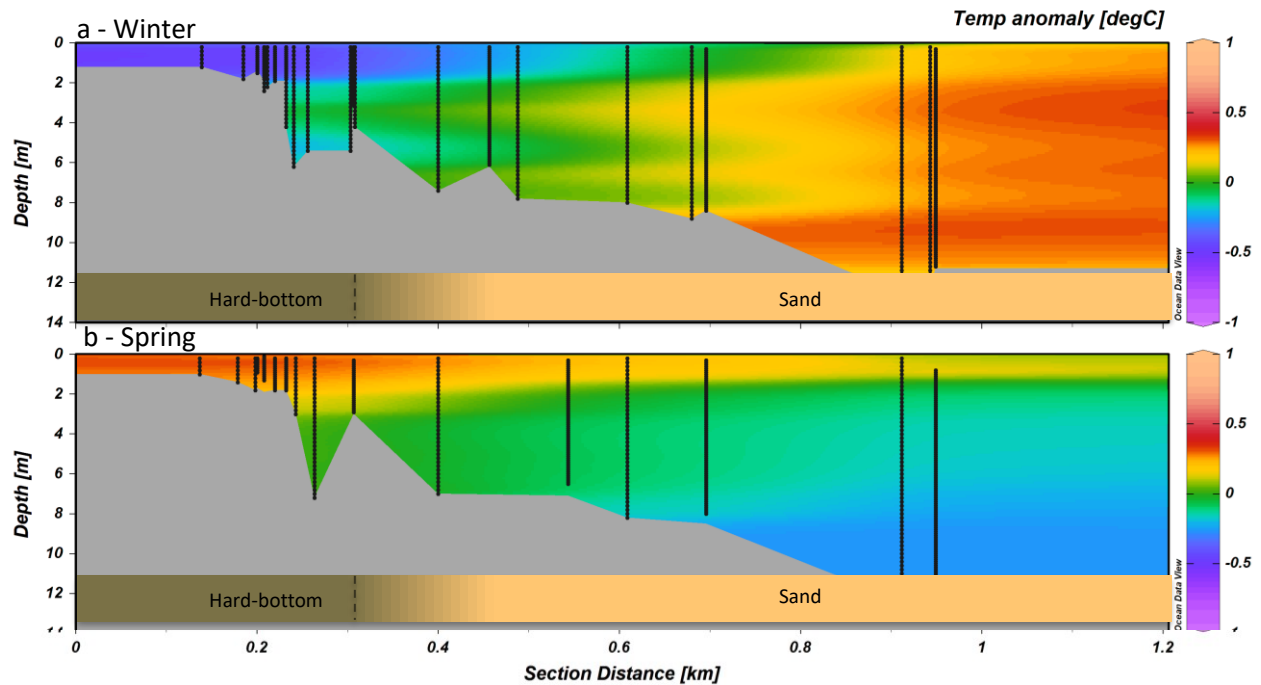 a - Winter
Temp anomaly [degC]
0
2
4
6
8
10
12
14
Depth [m]
Hard-bottom
Sand
Ocean Data View
1
0.5
0
-0.5
-1
b - Spring
0
2
4
6
8
10
12
Depth [m]
Hard-bottom
Sand
Ocean Data View
1
0.5
0
-0.5
0
0.2
0.4
0.6
0.8
1
1.2
Section Distance [km]